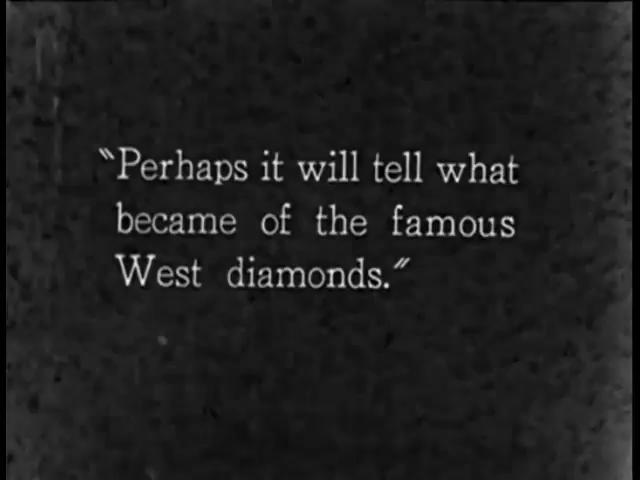 "Perhaps it will tell what
became of the famous
West diamonds."